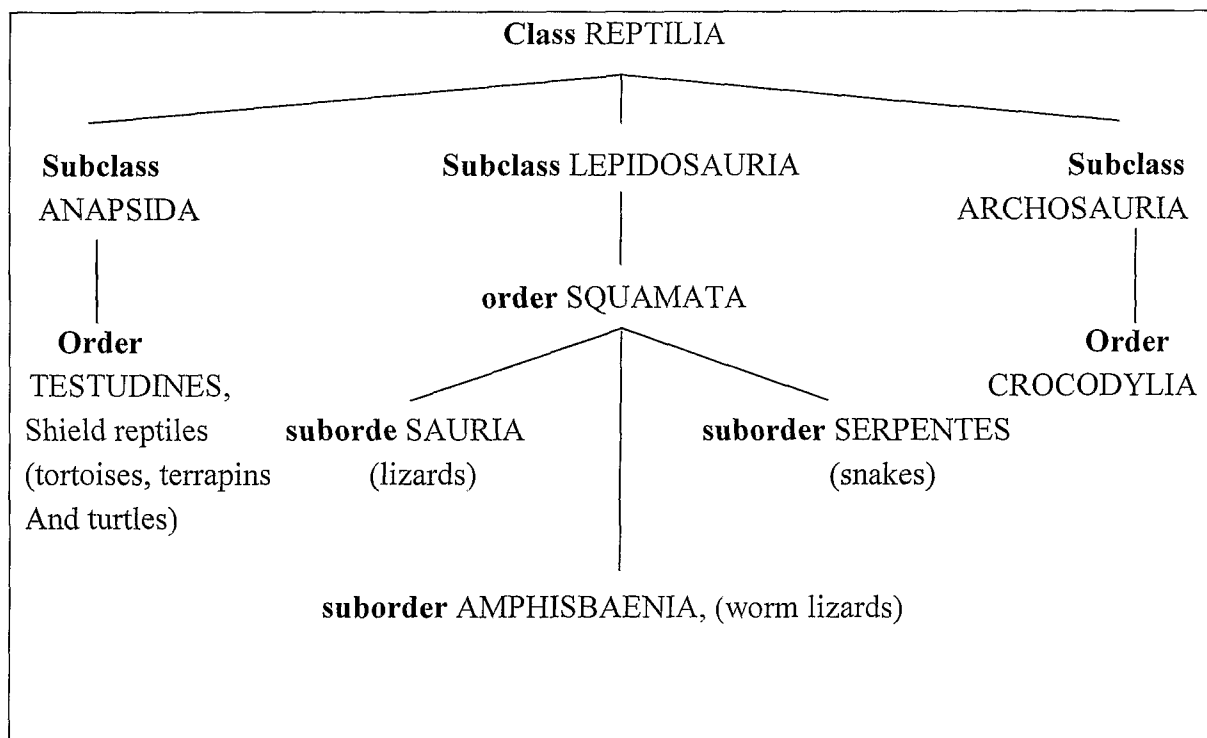 Class REPTILIA
Subclass
ANAPSIDA
Subclass LEPIDOSAURIA
Subclass
ARCHOSAURIA
order SQUAMATA
Order
TESTUDINES,
Shield reptiles
(tortoises, terrapins
And turtles)
Order
CROCODYLIA
suborde SAURIA
(lizards)
suborder SERPENTES
(snakes)
suborder AMPHISBAENIA, (worm lizards)